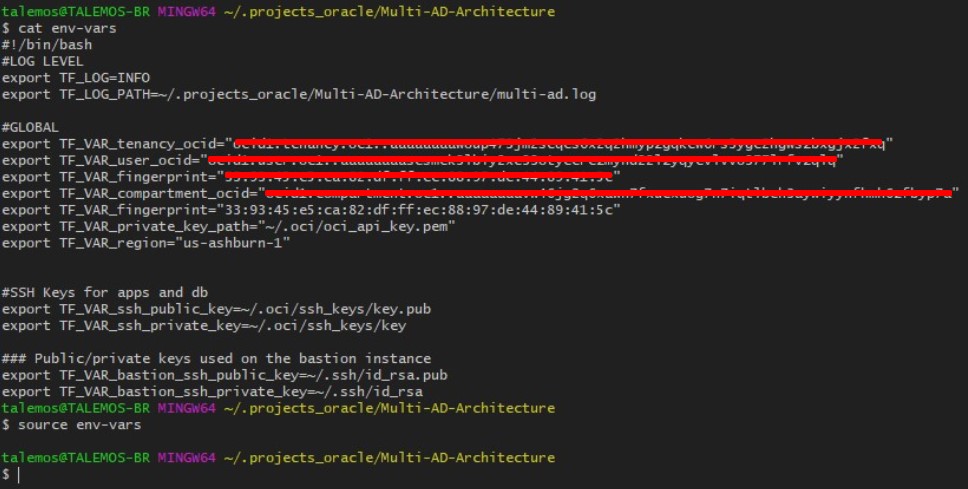 talemos@TALEMOS-BR MINGW64 ~/.projects_oracle/Multi-AD-Architecture
$ cat env-vars
#!/bin/bash
#LOG LEVEL
export TF_LOG=INFO
export TF_LOG_PATH=~/.projects_oracle/Multi-AD-Architecture/multi-ad.log
#GLOBAL
export TF_VAR_tenancy_ocid="
export TF_VAR_user_ocid="
export TF_VAR_fingerprint="
export TF_VAR_compartment_ocid="
export TF_VAR_fingerprint="33:93:45:e5:ca:82:df:ff:ec:88:97:de:44:89:41:5c"
export TF_VAR_private_key_path="~/.oci/oci_api_key.pem"
export TF_VAR_region="us-ashburn-1"
#SSH Keys for apps and db
export TF_VAR_ssh_public_key=~/.oci/ssh_keys/key.pub
export TF_VAR_ssh_private_key=~/.oci/ssh_keys/key
### Public/private keys used on the bastion instance
export TF_VAR_bastion_ssh_public_key=~/.ssh/id_rsa.pub
export TF_VAR_bastion_ssh_private_key=~/.ssh/id_rsa
talemos@TALEMOS-BR MINGW64 ~/.projects_oracle/Multi-AD-Architecture
$ source env-vars
talemos@TALEMOS-BR MINGW64 ~/.projects_oracle/Multi-AD-Architecture
$